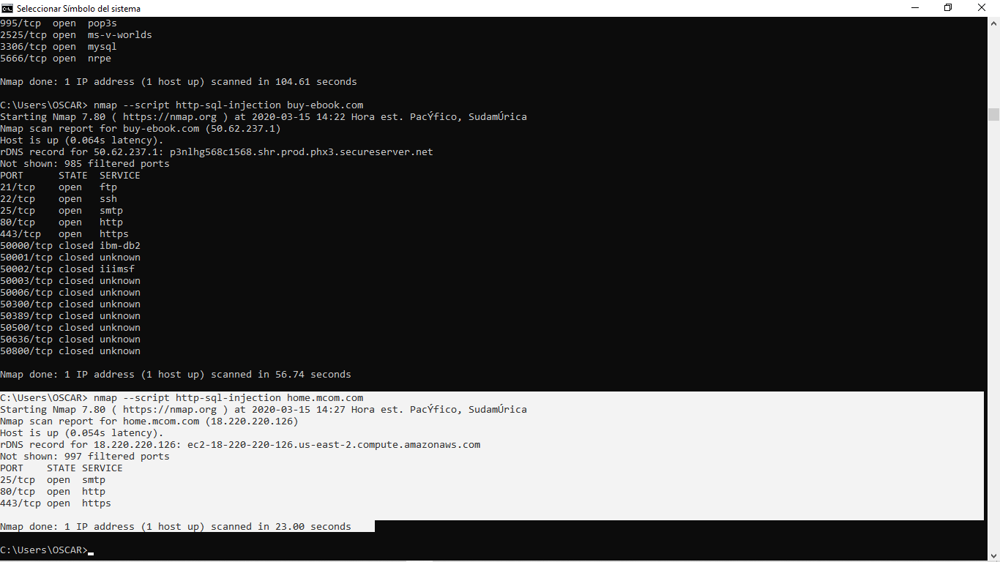 Seleccionar Símbolo del sistema
995/tcp  open  pop3s
2525/tcp open  ms-v-worlds
3306/tcp open  mysql
5666/tcp open  nrpe
Nmap done: 1 IP address (1 host up) scanned in 104.61 seconds
C:\Users\OSCAR> nmap --script http-sql-injection buy-ebook.com
Starting Nmap 7.80 ( https://nmap.org ) at 2020-03-15 14:22 Hora est. PacÝfico, SudamÚrica
Nmap scan report for buy-ebook.com (50.62.237.1)
Host is up (0.064s latency).
rDNS record for 50.62.237.1: p3nlhg568c1568.shr.prod.phx3.secureserver.net
Not shown: 985 filtered ports
PORT      STATE  SERVICE
21/tcp    open   ftp
22/tcp    open   ssh
25/tcp    open   smtp
80/tcp    open   http
443/tcp   open   https
50000/tcp closed ibm-db2
50001/tcp closed unknown
50002/tcp closed iiimsf
50003/tcp closed unknown
50006/tcp closed unknown
50300/tcp closed unknown
50389/tcp closed unknown
50500/tcp closed unknown
50636/tcp closed unknown
50800/tcp closed unknown
Nmap done: 1 IP address (1 host up) scanned in 56.74 seconds
C:\Users\OSCAR> nmap --script http-sql-injection home.mcom.com
Starting Nmap 7.80 ( https://nmap.org ) at 2020-03-15 14:27 Hora est. PacÝfico, SudamÚrica
Nmap scan report for home.mcom.com (18.220.220.126)
Host is up (0.054s latency).
rDNS record for 18.220.220.126: ec2-18-220-220-126.us-east-2.compute.amazonaws.com
Not shown: 997 filtered ports
PORT    STATE SERVICE
25/tcp  open  smtp
80/tcp  open  http
443/tcp open  https
Nmap done: 1 IP address (1 host up) scanned in 23.00 seconds
C:\Users\OSCAR>